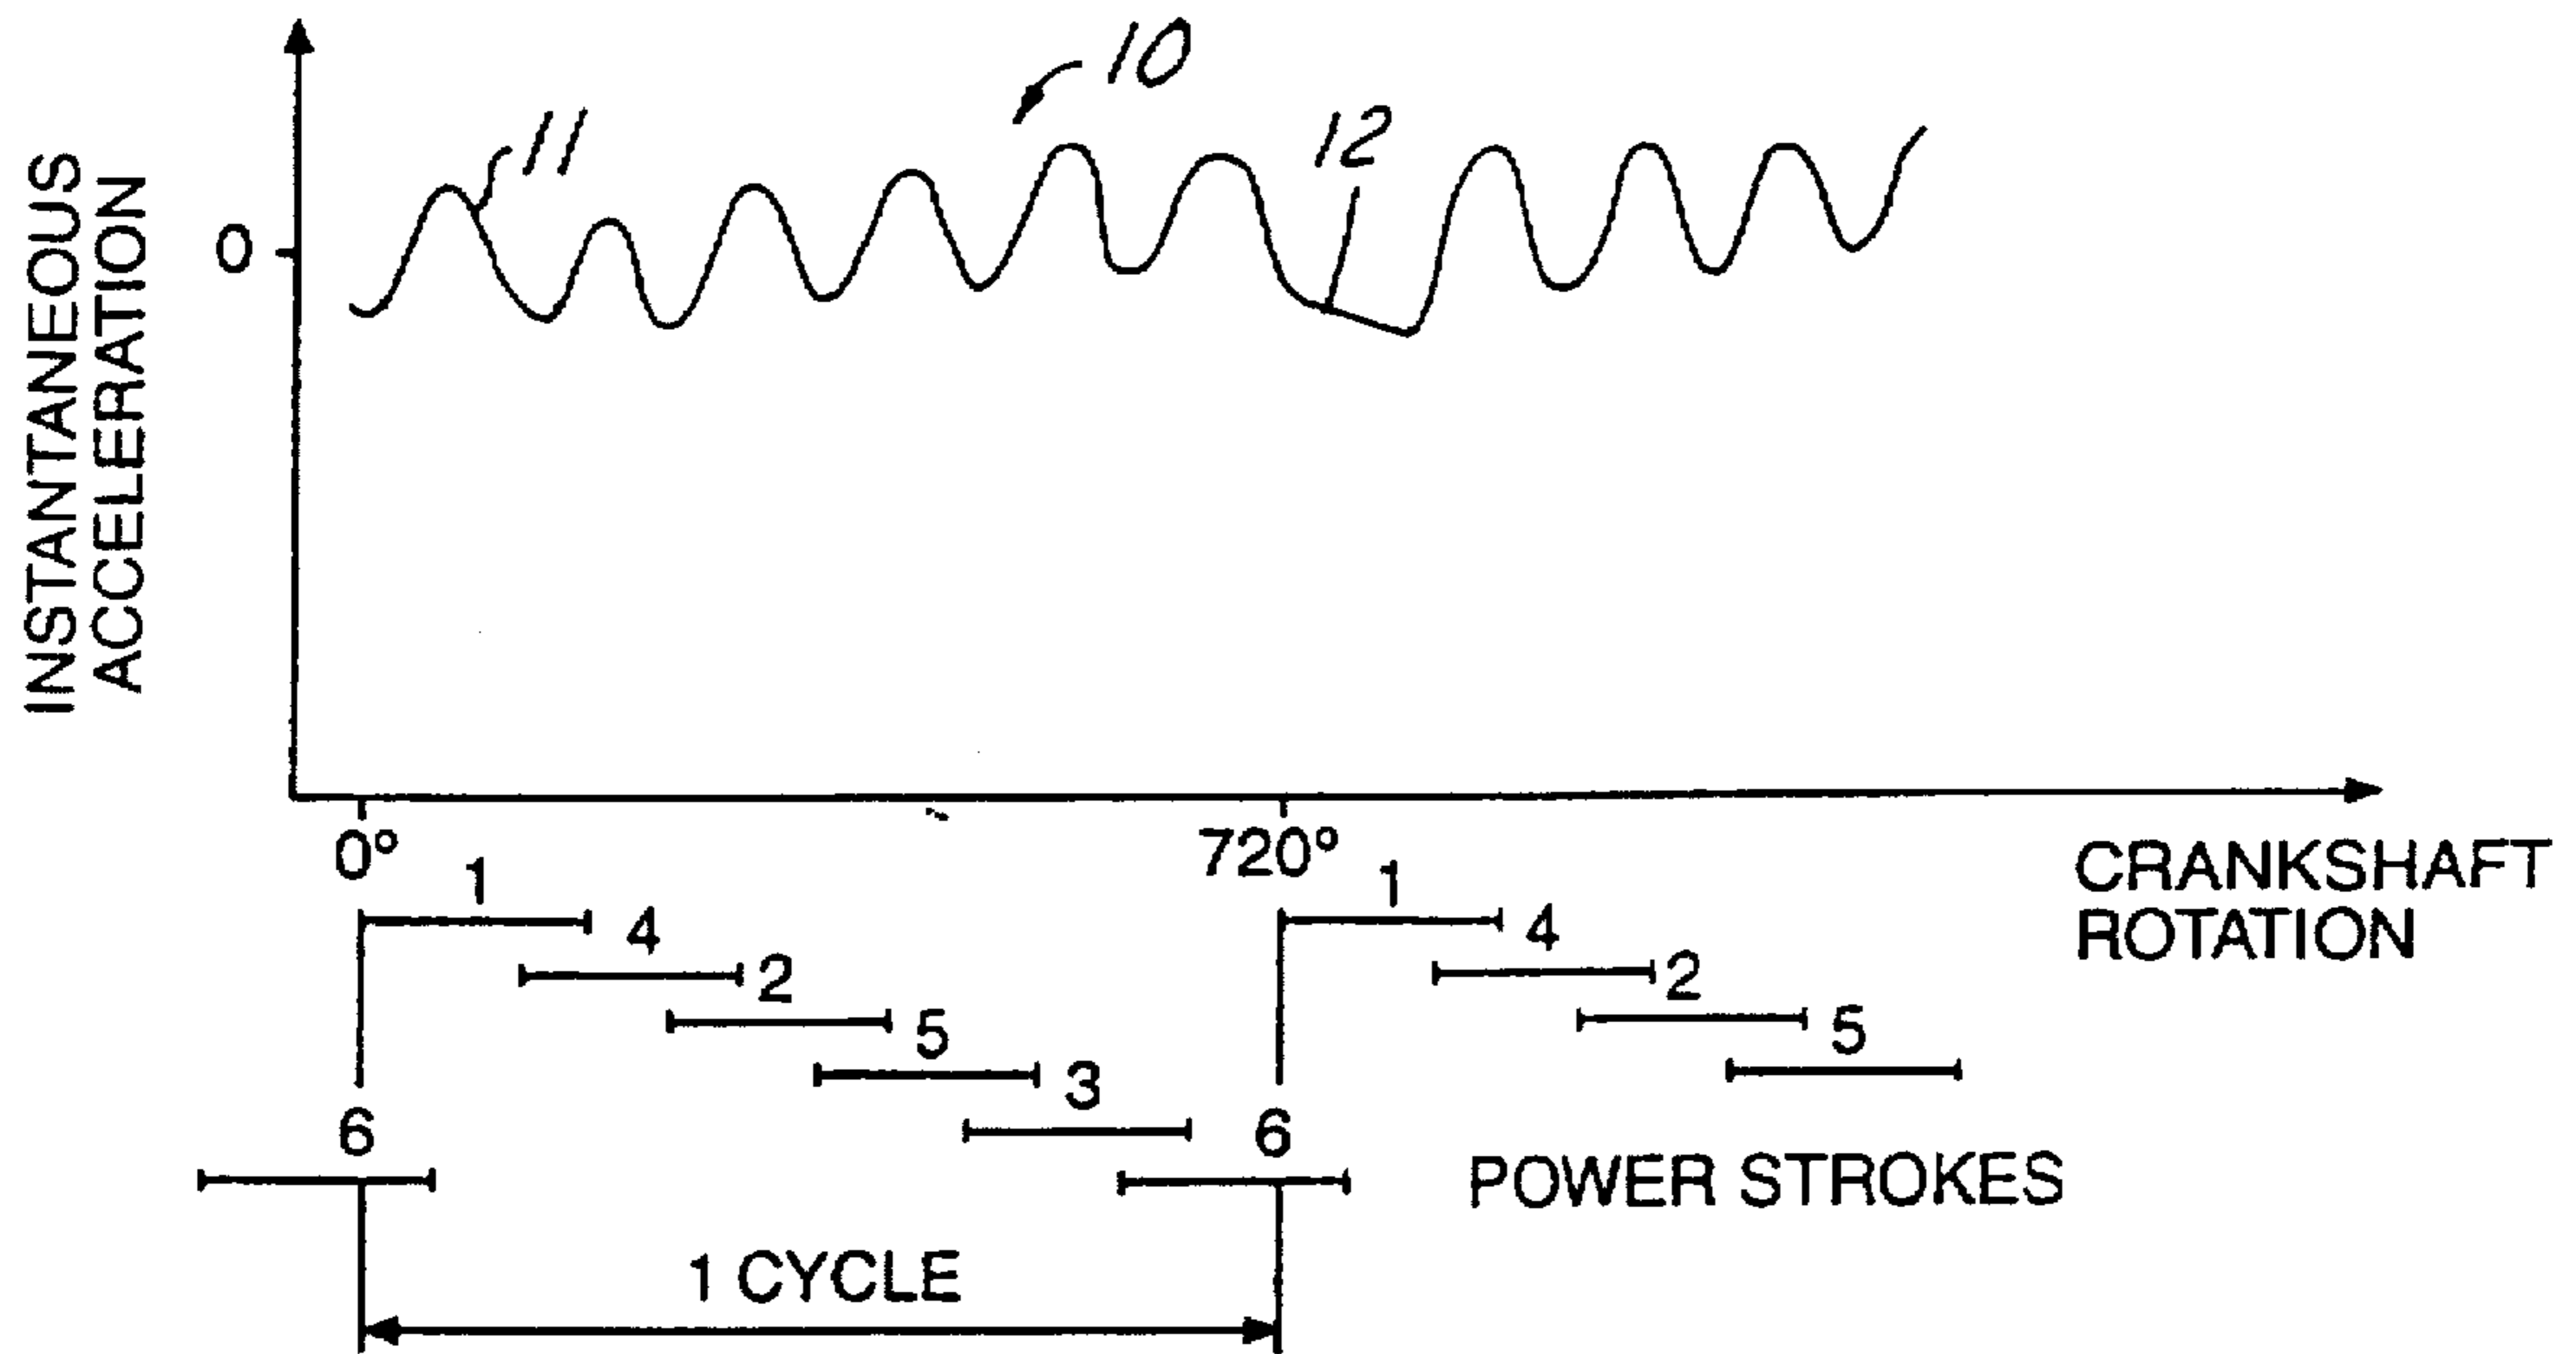 10
11
12
INSTANTANEOUS
ACCELERATION
0
0°
720°
CRANKSHAFT
ROTATION
1
1
4
4
2
2
5
5
3
6
6
POWER STROKES
1 CYCLE